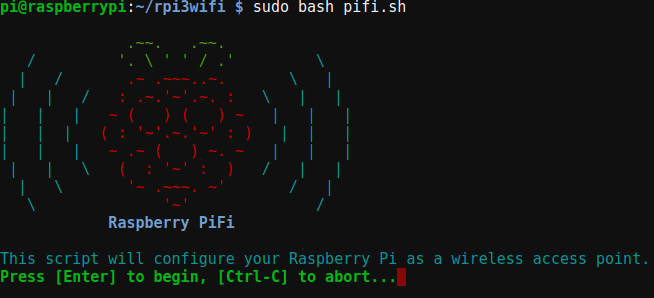 pi@raspberrypi:~/rpi3wifi $ sudo bash pifi.sh
Raspberry PiFi
This script will configure your Raspberry Pi as a wireless access point.
Press [Enter] to begin, [Ctrl-C] to abort...